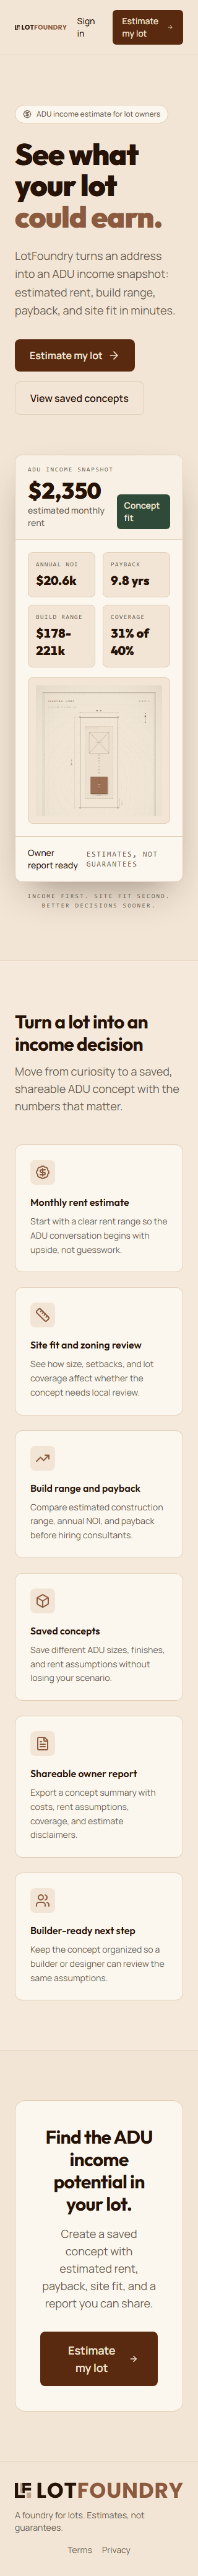 LOTFOUNDRY
Sign
in
Estimate
my lot
ADU income estimate for lot owners
See what
your lot
could earn.
LotFoundry turns an address
into an ADU income snapshot:
estimated rent, build range,
payback, and site fit in minutes.
Estimate my lot
View saved concepts
ADU INCOME SNAPSHOT
$2,350
estimated monthly
rent
Concept
fit
ANNUAL NOI
$20.6k
PAYBACK
9.8 yrs
BUILD RANGE
$178-
221k
COVERAGE
31% of
40%
Owner
report ready
ESTIMATES, NOT
GUARANTEES
INCOME FIRST. SITE FIT SECOND.
BETTER DECISIONS SOONER.
Turn a lot into an
income decision
Move from curiosity to a saved,
shareable ADU concept with the
numbers that matter.
Monthly rent estimate
Start with a clear rent range so the
ADU conversation begins with
upside, not guesswork.
Site fit and zoning review
See how size, setbacks, and lot
coverage affect whether the
concept needs local review.
Build range and payback
Compare estimated construction
range, annual NOI, and payback
before hiring consultants.
Saved concepts
Save different ADU sizes, finishes,
and rent assumptions without
losing your scenario.
Shareable owner report
Export a concept summary with
costs, rent assumptions,
coverage, and estimate
disclaimers.
Builder-ready next step
Keep the concept organized so a
builder or designer can review the
same assumptions.
Find the ADU
income
potential in
your lot.
Create a saved
concept with
estimated rent,
payback, site fit, and a
report you can share.
Estimate
my lot
LOTFOUNDRY
A foundry for lots. Estimates, not
guarantees.
Terms Privacy